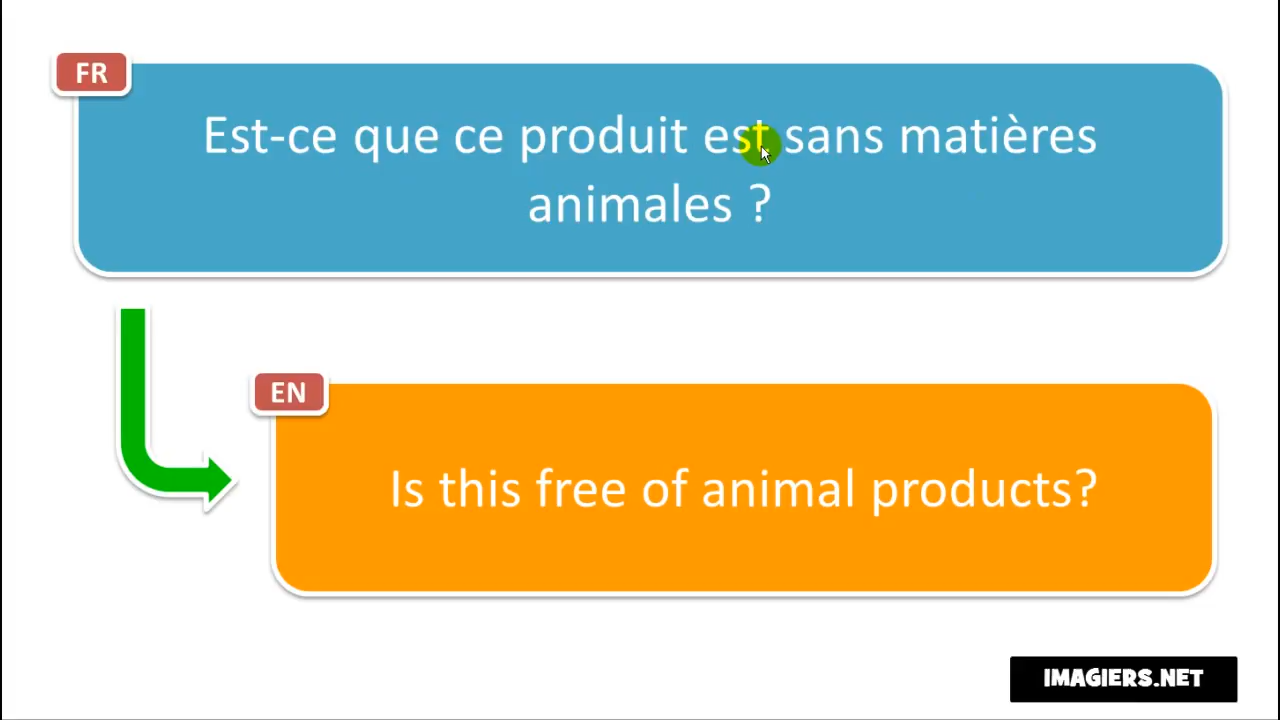 FR
Est-ce que ce produit est sans matières
animales ?
EN
Is this free of animal products?
IMAGIERS.NET